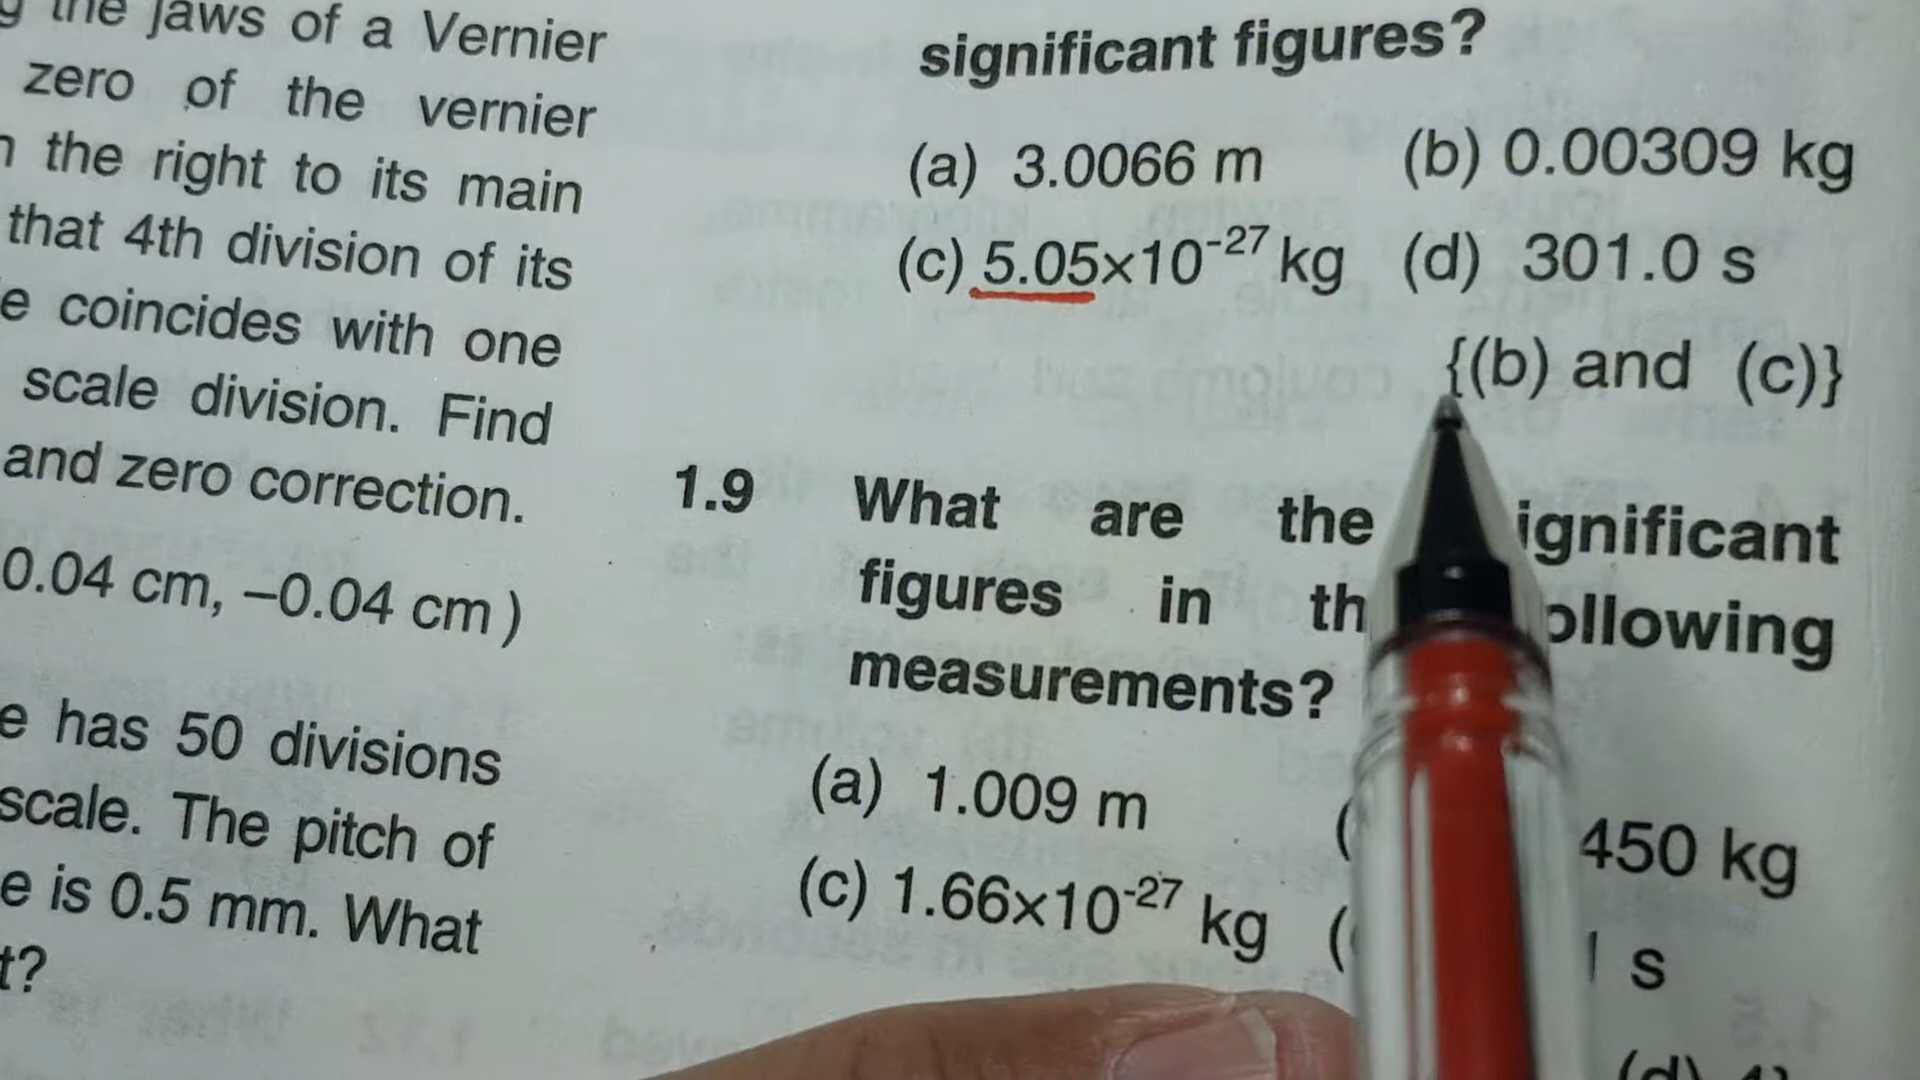 the jaws of a Vernier
zero of the vernier
the right to its main
that 4th division of its
coincides with one
scale division. Find
and zero correction.
0.04 cm, –0.04 cm)
has 50 divisions
scale. The pitch of
is 0.5 mm. What
t?
significant figures?
(a) 3.0066 m (b) 0.00309 kg
(c) 5.05×10⁻²⁷ kg (d) 301.0 s
{(b) and (c)}
1.9 What are the ignificant
figures in th ollowing
measurements?
(a) 1.009 m ( 450 kg
(c) 1.66×10⁻²⁷ kg ( s
(d)